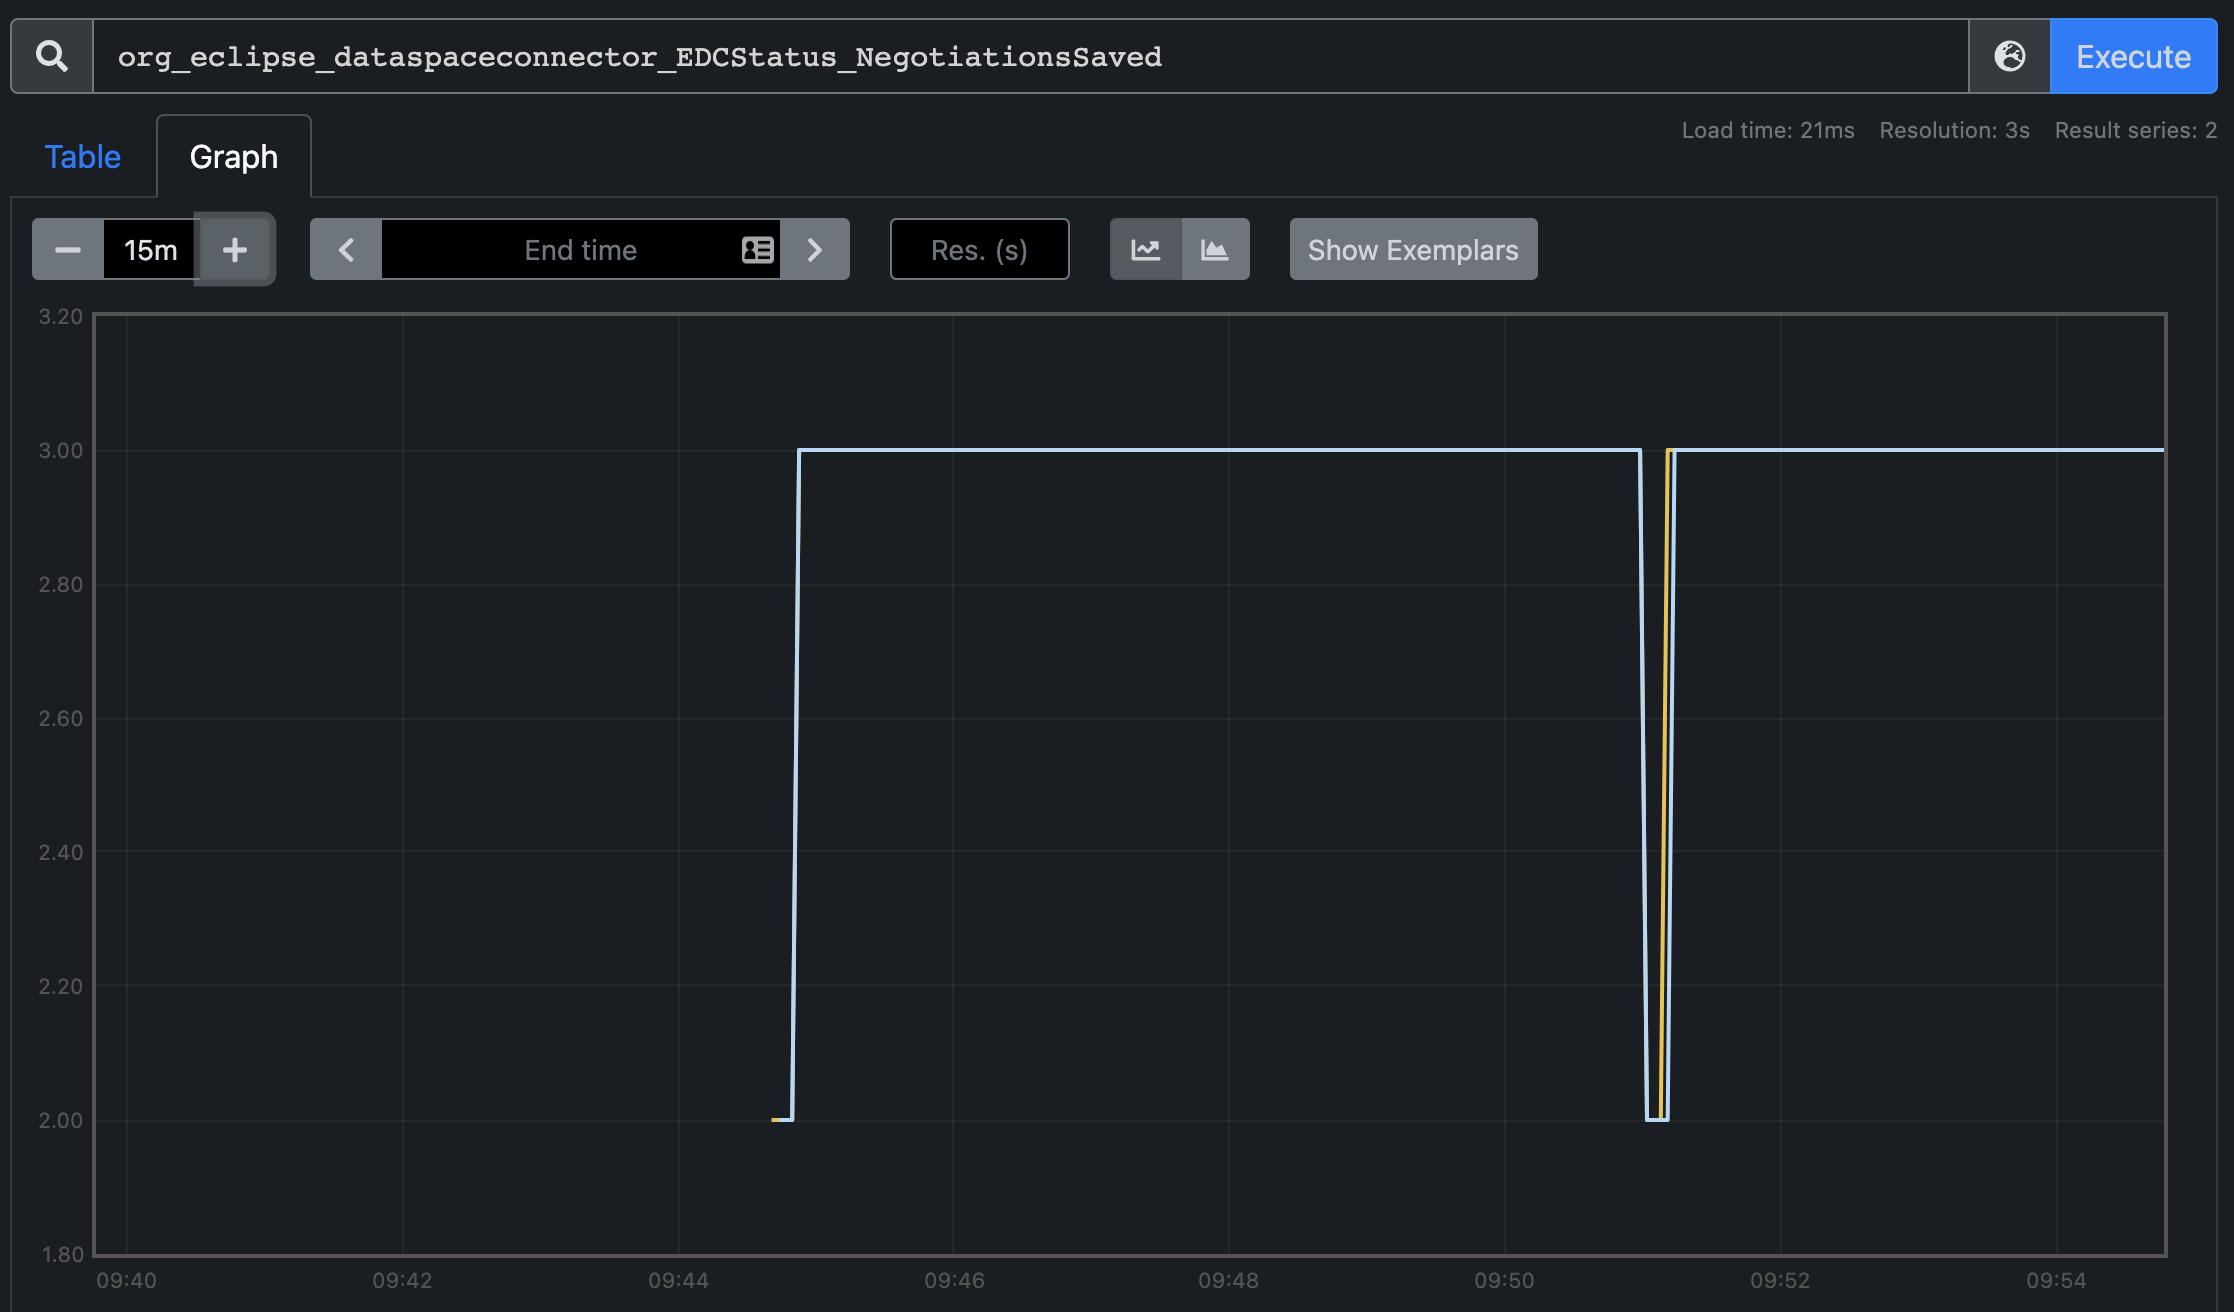 org_eclipse_dataspaceconnector_EDCStatus_NegotiationsSaved
Execute
Table
Graph
Load time: 21ms Resolution: 3s Result series: 2
15m
End time
Res. (s)
Show Exemplars
3.20
3.00
2.80
2.60
2.40
2.20
2.00
1.80
09:40 09:42 09:44 09:46 09:48 09:50 09:52 09:54